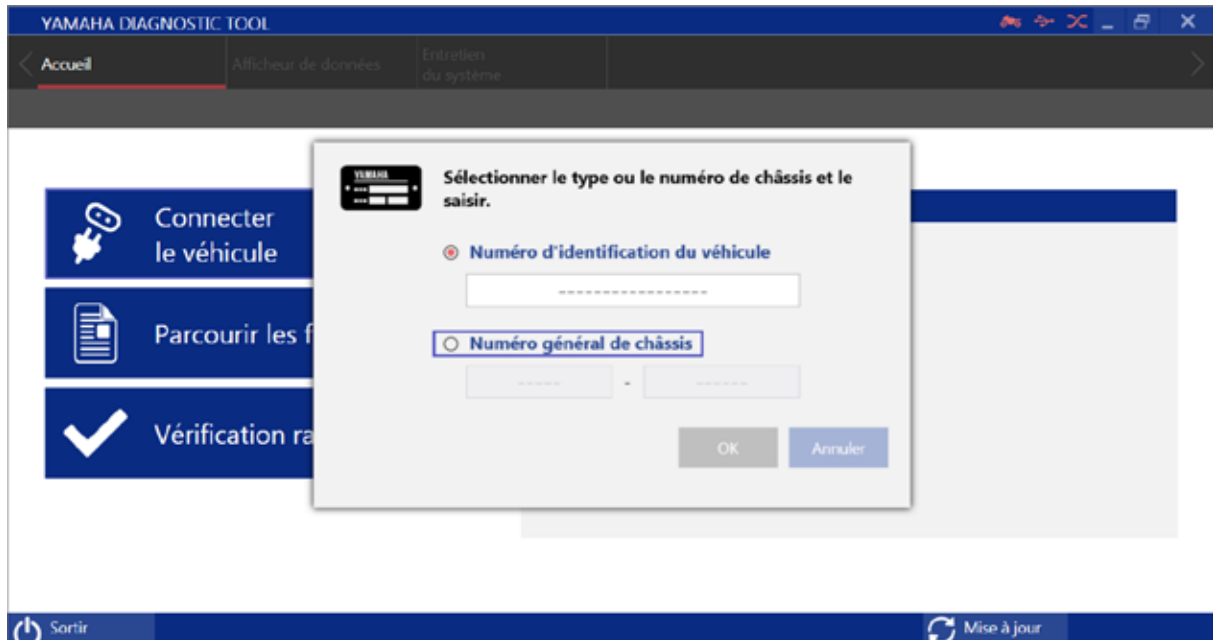 YAMAHA DIAGNOSTIC TOOL
Accueil
Afficheur de données
Entretien
du système
YAMAHA
Sélectionner le type ou le numéro de châssis et le
saisir.
Connecter
le véhicule
Numéro d'identification du véhicule
-----------------
Parcourir les f
Numéro général de châssis
----- - ------
Vérification ra
OK
Annuler
Sortir
Mise à jour